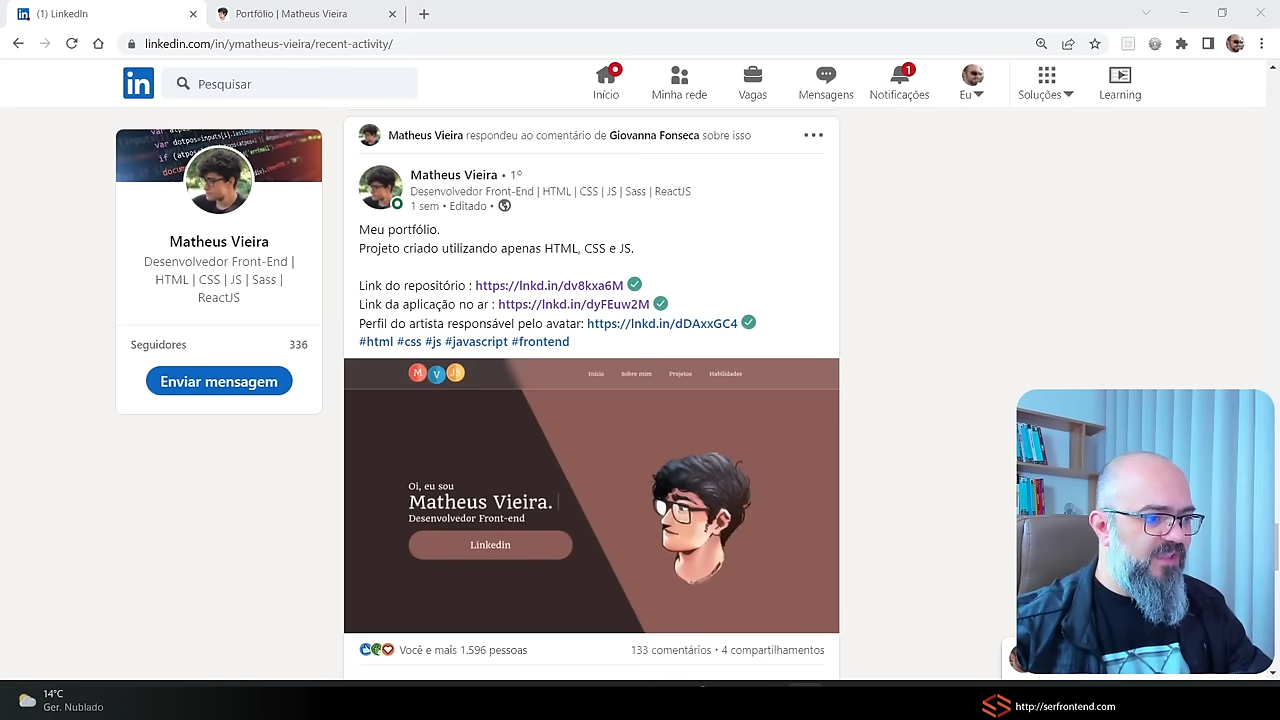 (1) LinkedIn
Portfólio | Matheus Vieira
linkedin.com/in/ymatheus-vieira/recent-activity/
in
Pesquisar
Início
Minha rede
Vagas
Mensagens
1
Notificações
Eu
Soluções
Learning
Matheus Vieira
Desenvolvedor Front-End |
HTML | CSS | JS | Sass |
ReactJS
Seguidores 336
Enviar mensagem
Matheus Vieira respondeu ao comentário de Giovanna Fonseca sobre isso
Matheus Vieira • 1º
Desenvolvedor Front-End | HTML | CSS | JS | Sass | ReactJS
1 sem • Editado •
Meu portfólio.
Projeto criado utilizando apenas HTML, CSS e JS.
Link do repositório : https://lnkd.in/dv8kxa6M
Link da aplicação no ar : https://lnkd.in/dyFEuw2M
Perfil do artista responsável pelo avatar: https://lnkd.in/dDAxxGC4
#html #css #js #javascript #frontend
M V JS
Início Sobre mim Projetos Habilidades
Oi, eu sou
Matheus Vieira.
Desenvolvedor Front-end
Linkedin
Você e mais 1.596 pessoas
133 comentários • 4 compartilhamentos
14°C
Ger. Nublado
http://serfrontend.com